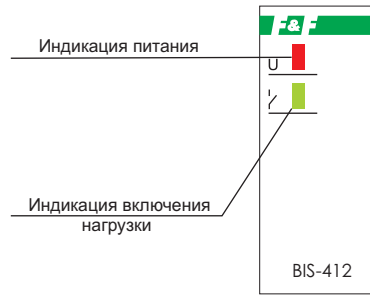 F&F
Индикация питания
U
Индикация включения
нагрузки
BIS-412